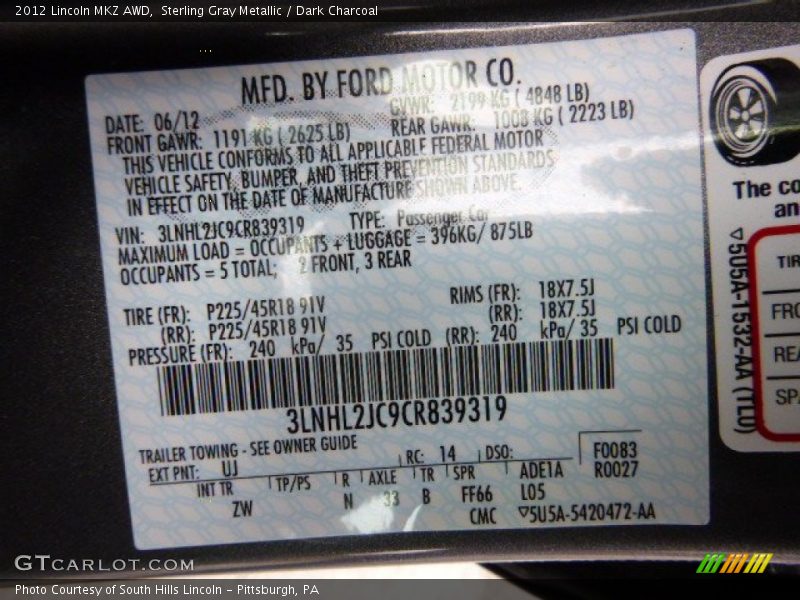 2012 Lincoln MKZ AWD,  Sterling Gray Metallic / Dark Charcoal
MFD. BY FORD MOTOR CO.
DATE: 06/12 GVWR: 2199 KG ( 4848 LB)
FRONT GAWR: 1191 KG ( 2625 LB) REAR GAWR: 1008 KG ( 2223 LB)
THIS VEHICLE CONFORMS TO ALL APPLICABLE FEDERAL MOTOR
VEHICLE SAFETY, BUMPER, AND THEFT PREVENTION STANDARDS
IN EFFECT ON THE DATE OF MANUFACTURE SHOWN ABOVE.
VIN: 3LNHL2JC9CR839319 TYPE: Passenger Car
MAXIMUM LOAD = OCCUPANTS + LUGGAGE = 396KG/ 875LB
OCCUPANTS = 5 TOTAL; 2 FRONT, 3 REAR
TIRE (FR): P225/45R18 91V RIMS (FR): 18X7.5J
(RR): P225/45R18 91V (RR): 18X7.5J
PRESSURE (FR): 240 kPa/ 35 PSI COLD (RR): 240 kPa/ 35 PSI COLD
3LNHL2JC9CR839319
TRAILER TOWING - SEE OWNER GUIDE RC: 14 DSO: F0083
EXT PNT: UJ R0027
INT TR TP/PS R AXLE TR SPR ADE1A
ZW N 33 B FF66 L05
CMC ▽5U5A-5420472-AA
The co
an
▽5U5A-1532-AA (TL0)
TIR
FRO
REA
SPA
GTCARLOT.COM
Photo Courtesy of South Hills Lincoln – Pittsburgh, PA